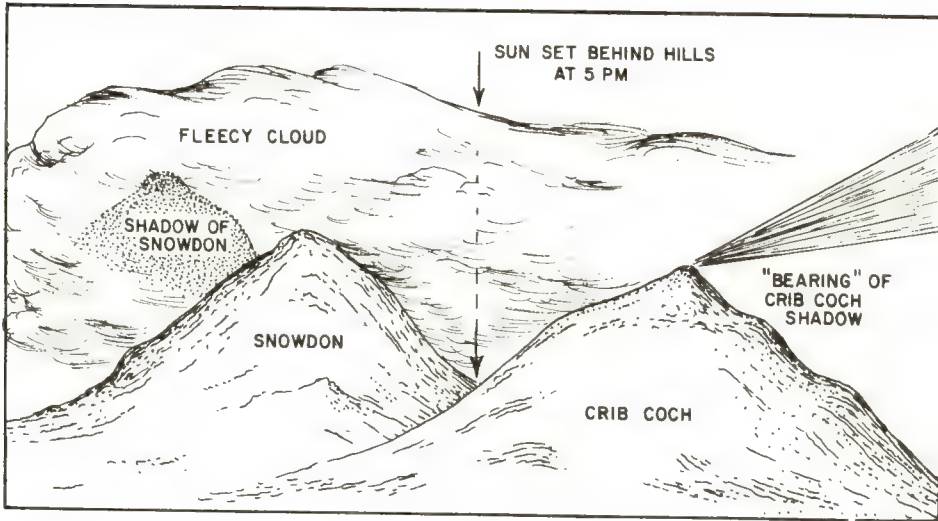 SUN SET BEHIND HILLS
AT 5 PM
FLEECY CLOUD
SHADOW OF
SNOWDON
"BEARING" OF
CRIB COCH
SHADOW
SNOWDON
CRIB COCH